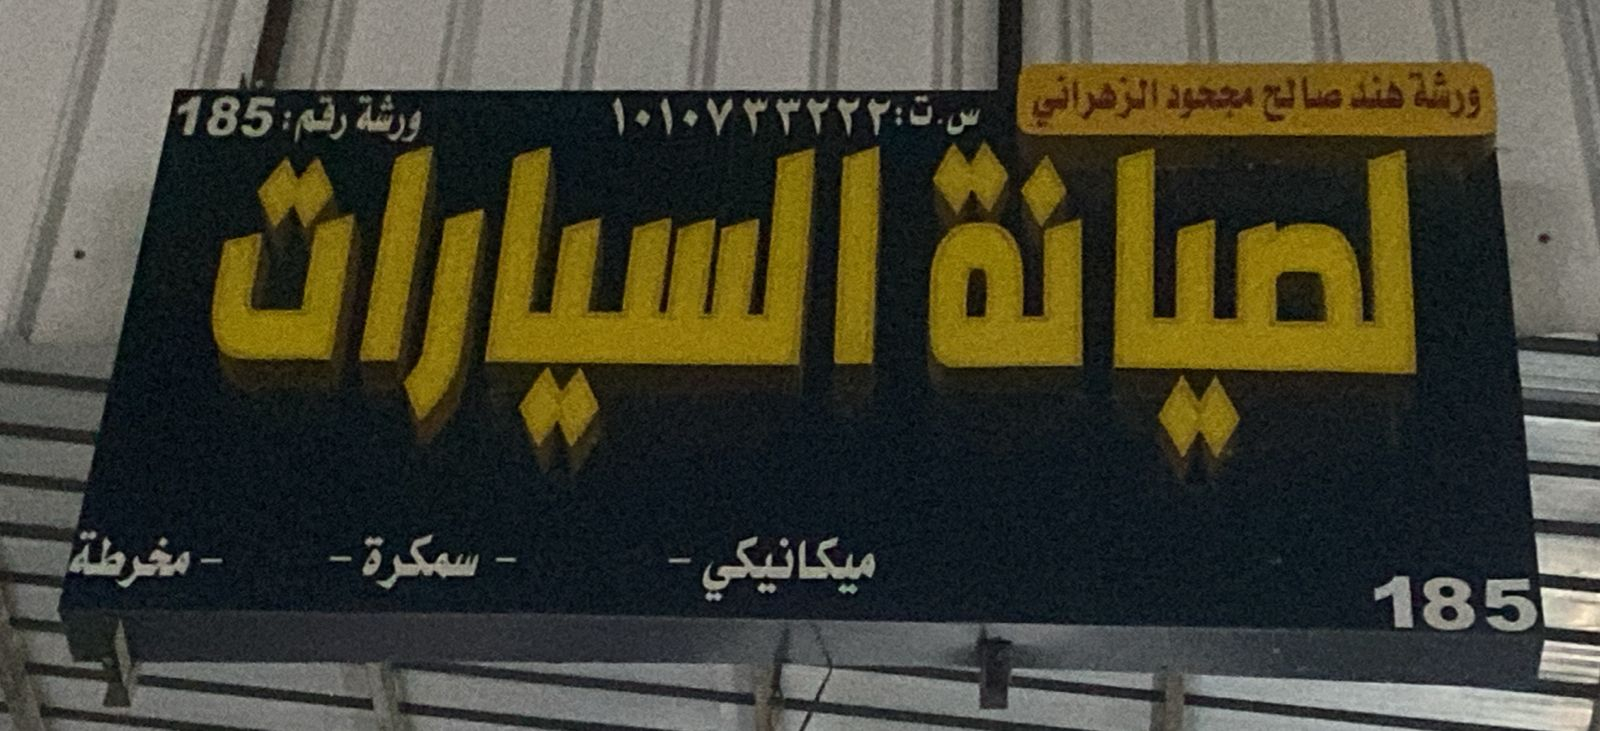 ورشة هند صالح مجحود الزهراني
س.ت: ١٠١٠٧٣٣٢٢٢
ورشة رقم: 185
لصيانة السيارات
ميكانيكي - - سمكرة - - مخرطة
185